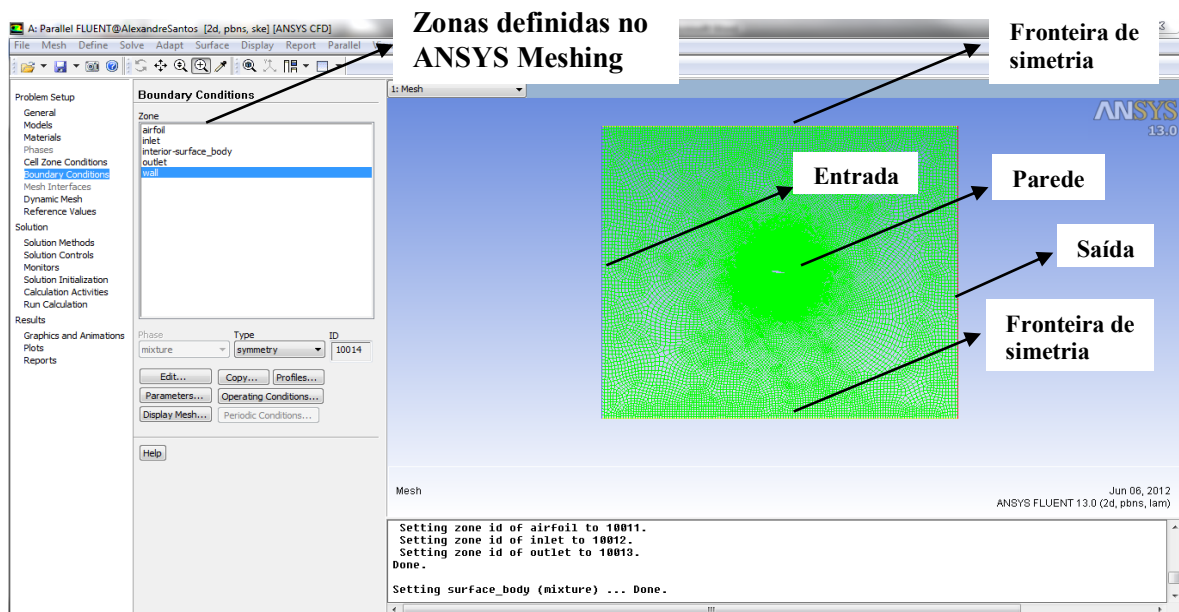 A: Parallel FLUENT@AlexandreSantos [2d, pbns, ske] [ANSYS CFD]
Zonas definidas no
ANSYS Meshing
Fronteira de
simetria
3
File Mesh Define Solve Adapt Surface Display Report Parallel
Problem Setup
General
Models
Materials
Phases
Cell Zone Conditions
Boundary Conditions
Mesh Interfaces
Dynamic Mesh
Reference Values
Solution
Solution Methods
Solution Controls
Monitors
Solution Initialization
Calculation Activities
Run Calculation
Results
Graphics and Animations
Plots
Reports
Boundary Conditions
Zone
airfoil
inlet
interior-surface_body
outlet
wall
Phase Type ID
mixture symmetry 10014
Edit... Copy... Profiles...
Parameters... Operating Conditions...
Display Mesh... Periodic Conditions...
Help
1: Mesh
ANSYS
13.0
Entrada
Parede
Saída
Fronteira de
simetria
Mesh
Jun 06, 2012
ANSYS FLUENT 13.0 (2d, pbns, lam)
Setting zone id of airfoil to 10011.
Setting zone id of inlet to 10012.
Setting zone id of outlet to 10013.
Done.
Setting surface_body (mixture) ... Done.